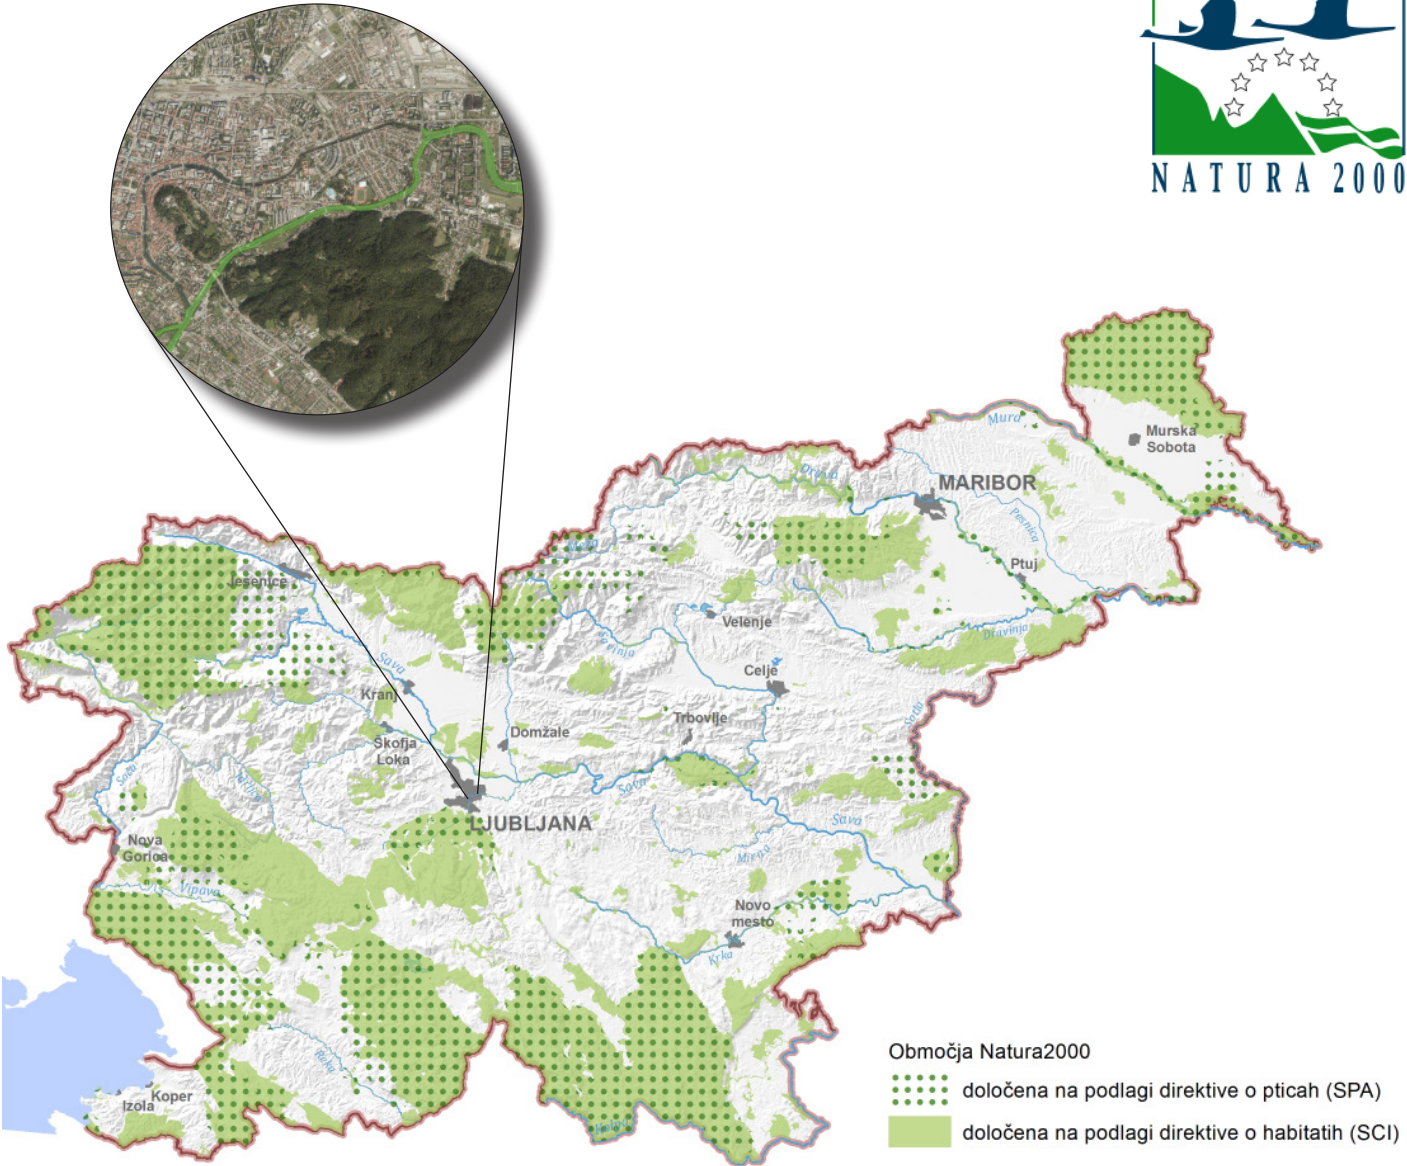 NATURA 2000
Mura
Murska
Sobota
Drava
MARIBOR
Pesnica
Meža
Jesenice
Ptuj
Velenje
Dravinja
Savinja
Sava
Celje
Kranj
Sotla
Trbovlje
Domžale
Škofja
Loka
Soča
Idrijca
Sava
LJUBLJANA
Sava
Nova
Gorica
Mirna
Vipava
Novo
mesto
Krka
Območja Natura2000
Reka
določena na podlagi direktive o pticah (SPA)
Koper
Izola
Kolpa
določena na podlagi direktive o habitatih (SCI)